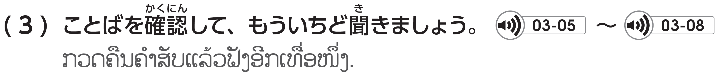 (3) ことばを確認して、もういちど聞きましょう。 03-05 ～ 03-08
ກວດຄືນຄຳສັບແລ້ວຟັງອີກເທື່ອໜຶ່ງ.